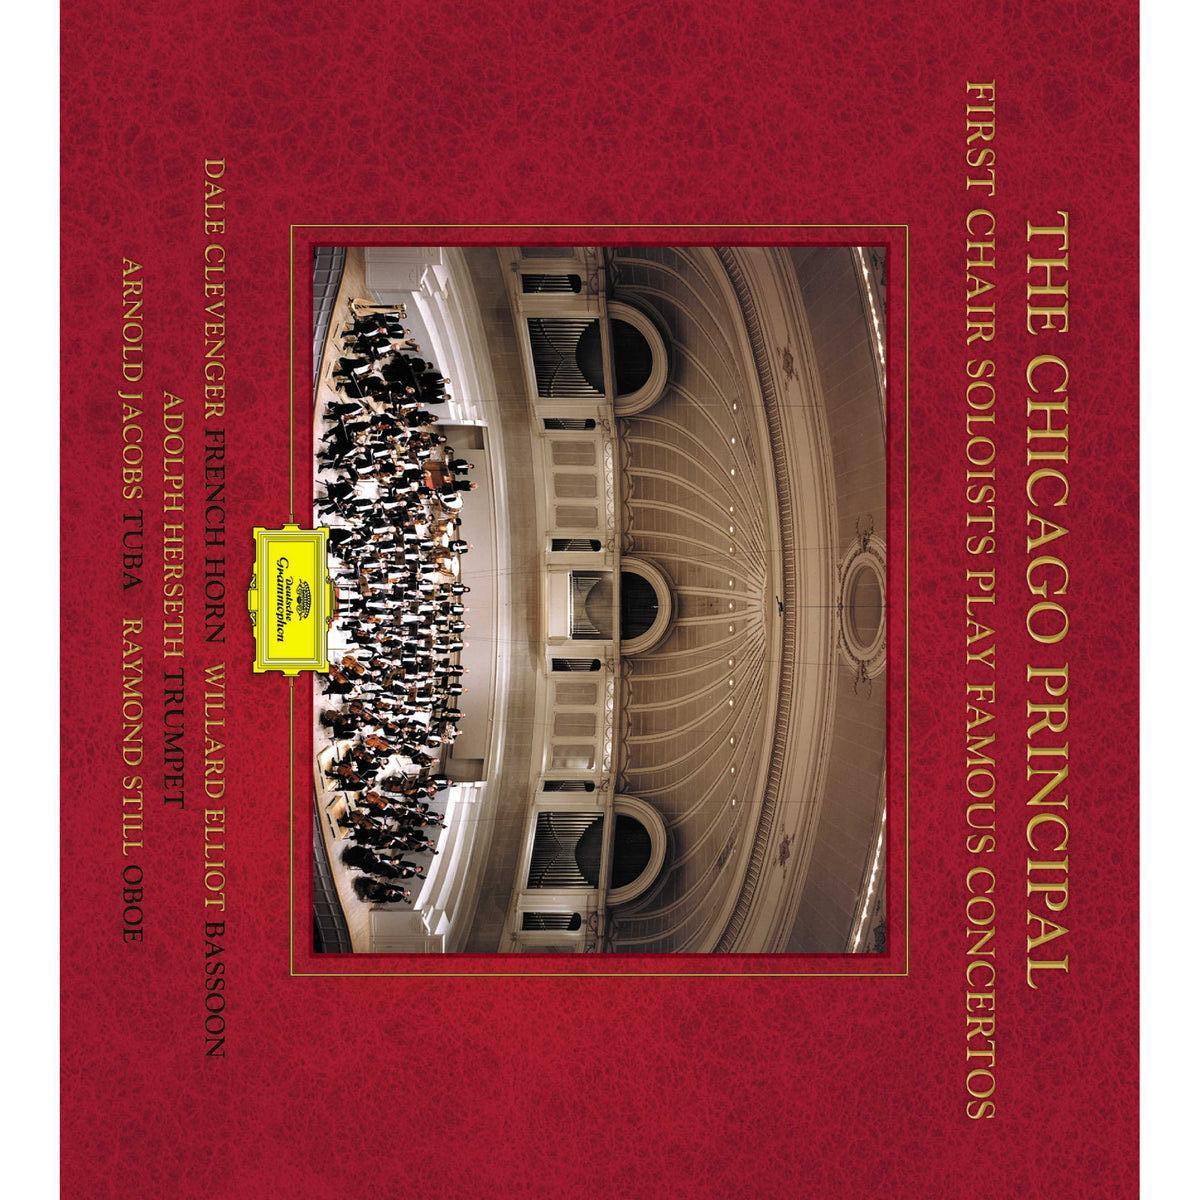 THE CHICAGO PRINCIPAL
FIRST CHAIR SOLOISTS PLAY FAMOUS CONCERTOS
Deutsche
Grammophon
DALE CLEVENGER FRENCH HORN WILLARD ELLIOT BASSOON
ADOLPH HERSETH TRUMPET
ARNOLD JACOBS TUBA RAYMOND STILL OBOE